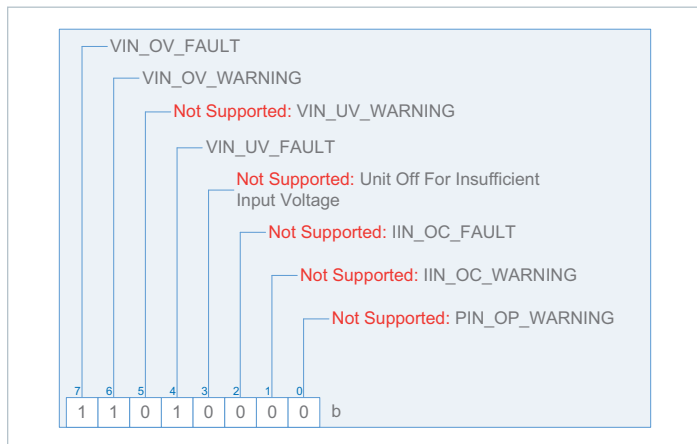 VIN_OV_FAULT
VIN_OV_WARNING
Not Supported: VIN_UV_WARNING
VIN_UV_FAULT
Not Supported: Unit Off For Insufficient
Input Voltage
Not Supported: IIN_OC_FAULT
Not Supported: IIN_OC_WARNING
Not Supported: PIN_OP_WARNING
7 6 5 4 3 2 1 0
1 1 0 1 0 0 0 0 b